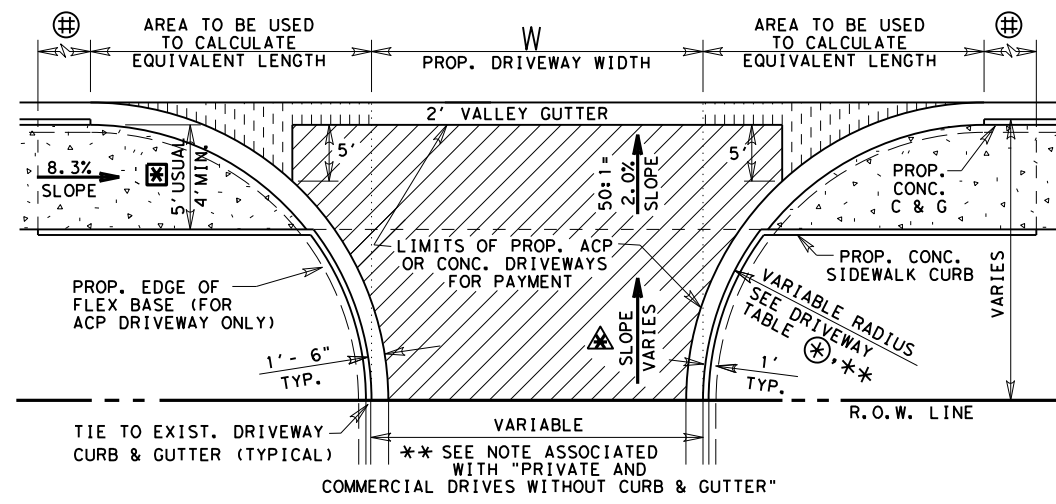 #
AREA TO BE USED
TO CALCULATE
EQUIVALENT LENGTH
W
PROP. DRIVEWAY WIDTH
AREA TO BE USED
TO CALCULATE
EQUIVALENT LENGTH
#
2' VALLEY GUTTER
8.3%
SLOPE
*
5' USUAL
4' MIN.
5'
50:1=
2.0%
SLOPE
5'
PROP.
CONC.
C & G
LIMITS OF PROP. ACP
OR CONC. DRIVEWAYS
FOR PAYMENT
PROP. CONC.
SIDEWALK CURB
VARIES
PROP. EDGE OF
FLEX BASE (FOR
ACP DRIVEWAY ONLY)
VARIABLE RADIUS
SEE DRIVEWAY
TABLE *, **
*
SLOPE
VARIES
1'-6"
TYP.
1'
TYP.
R.O.W. LINE
TIE TO EXIST. DRIVEWAY
CURB & GUTTER (TYPICAL)
VARIABLE
** SEE NOTE ASSOCIATED
WITH "PRIVATE AND
COMMERCIAL DRIVES WITHOUT CURB & GUTTER"